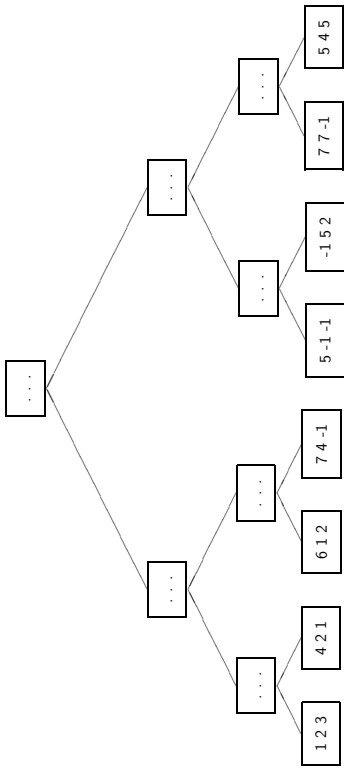 . . .
. . . . . .
. . . . . . . . . . . .
1 2 3 4 2 1 6 1 2 7 4 -1 5 -1 -1 -1 5 2 7 7 -1 5 4 5